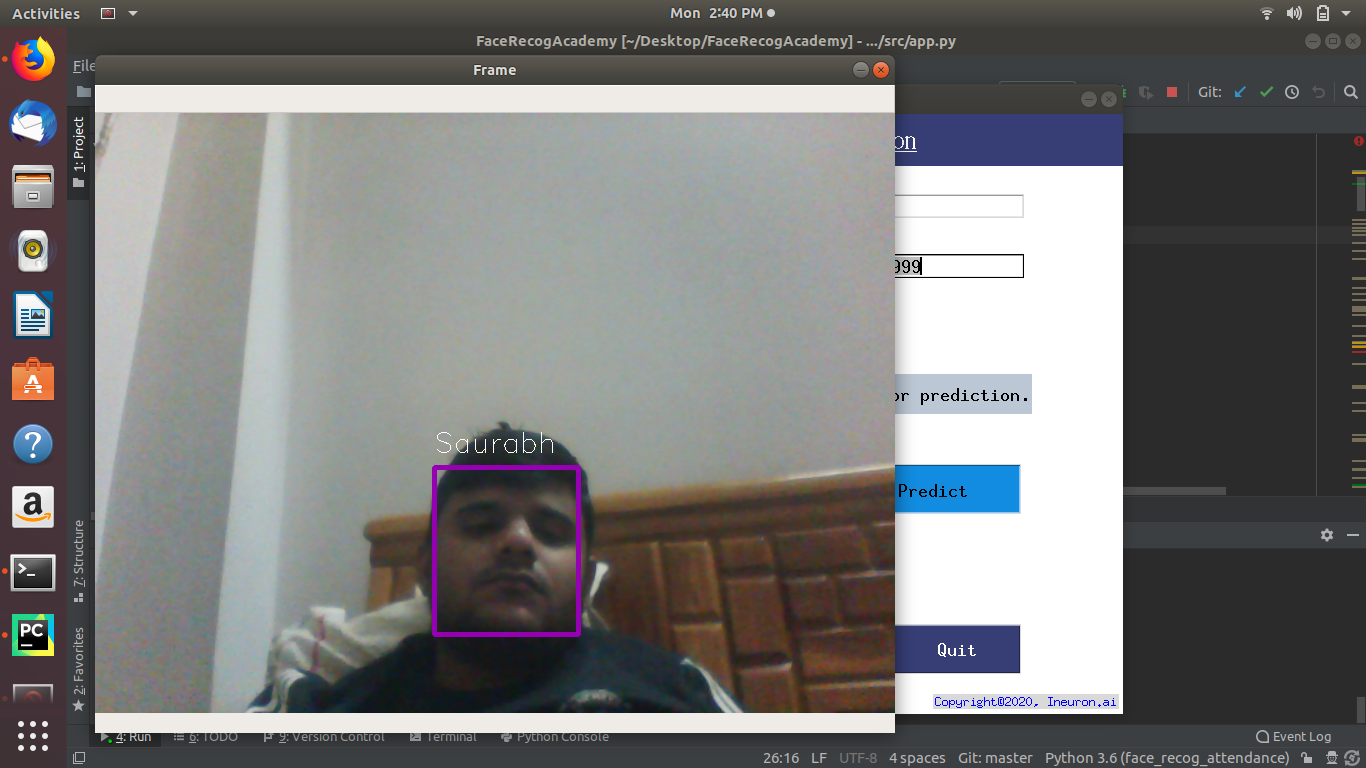 Activities
Mon 2:40 PM
FaceRecogAcademy [~/Desktop/FaceRecogAcademy] - .../src/app.py
File
Frame
Git:
1: Project
on
999
Saurabh
or prediction.
Predict
7: Structure
2: Favorites
Quit
Copyright@2020, Ineuron.ai
4: Run
6: TODO
9: Version Control
Terminal
Python Console
Event Log
26:16 LF UTF-8 4 spaces Git: master Python 3.6 (face_recog_attendance)
PC